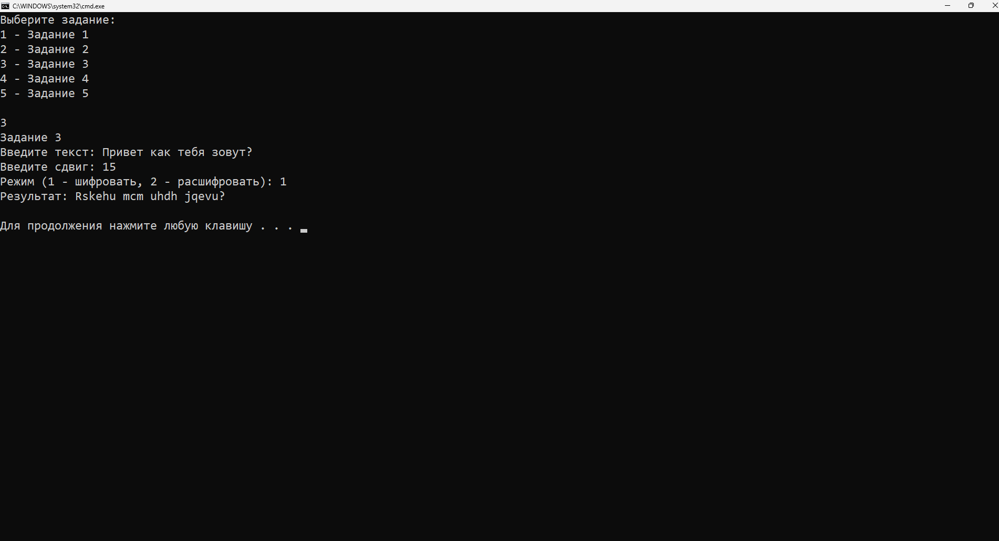 C:\WINDOWS\system32\cmd.exe
Выберите задание:
1 - Задание 1
2 - Задание 2
3 - Задание 3
4 - Задание 4
5 - Задание 5
3
Задание 3
Введите текст: Привет как тебя зовут?
Введите сдвиг: 15
Режим (1 - шифровать, 2 - расшифровать): 1
Результат: Rskehu mcm uhdh jqevu?
Для продолжения нажмите любую клавишу . . .